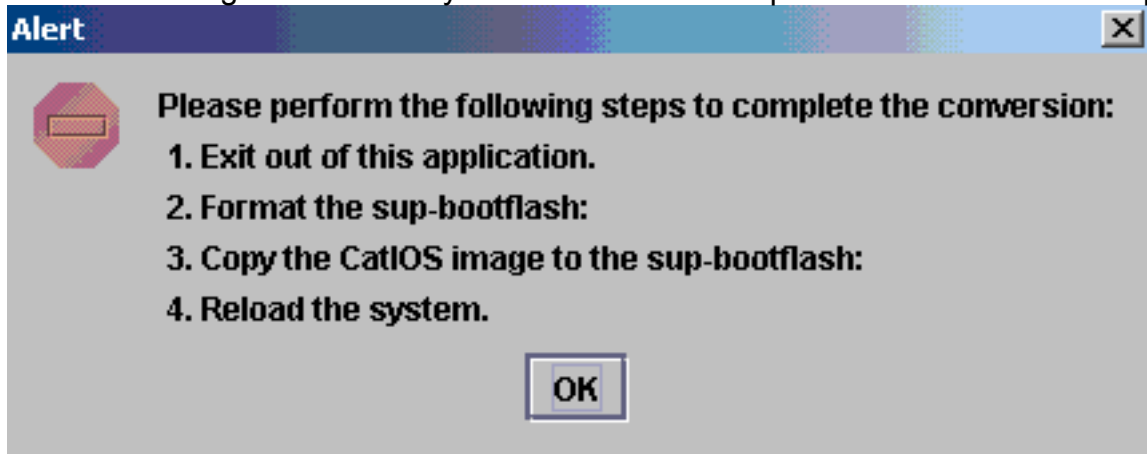 Alert
Please perform the following steps to complete the conversion:
1. Exit out of this application.
2. Format the sup-bootflash:
3. Copy the CatIOS image to the sup-bootflash:
4. Reload the system.
OK